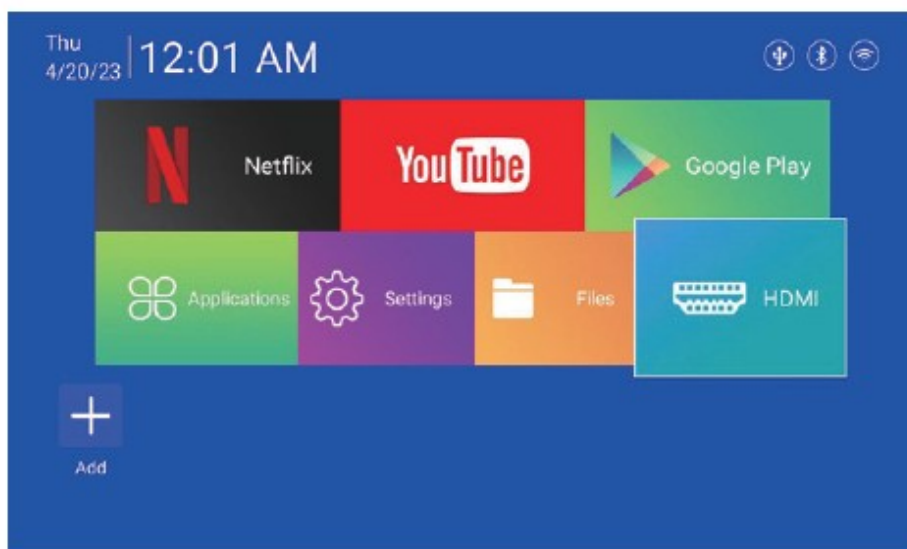 Thu
4/20/23
12:01 AM
N
Netflix
YouTube
Google Play
Applications
Settings
Files
HDMI
Add